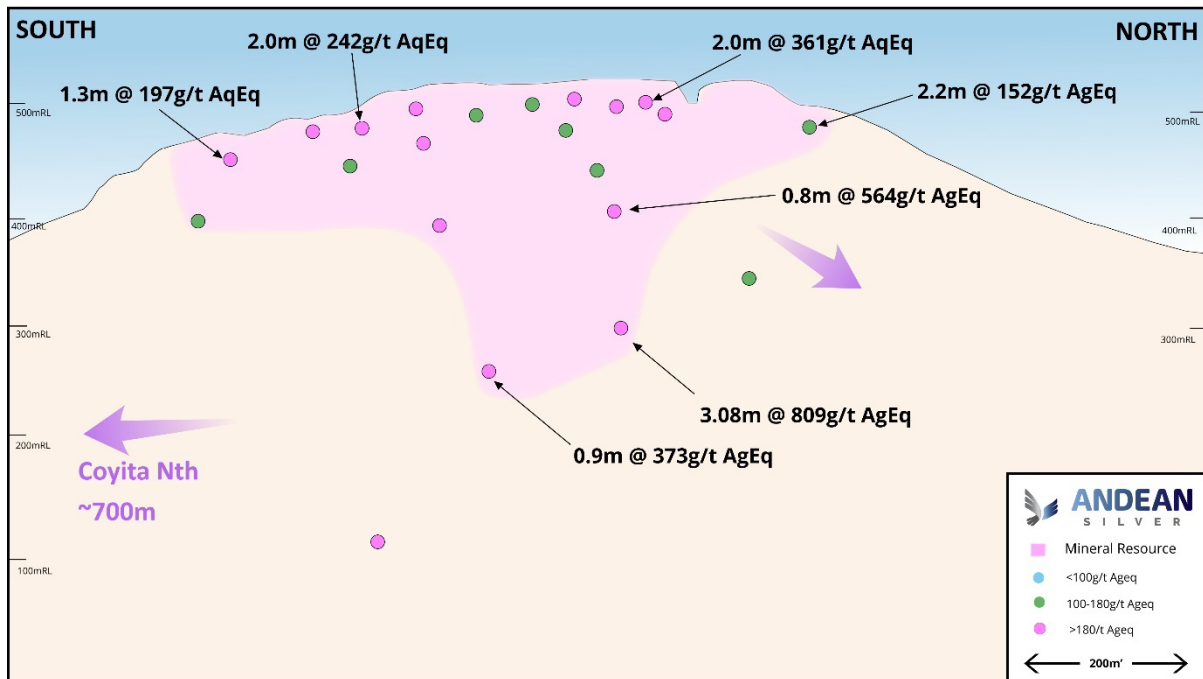 SOUTH
NORTH
2.0m @ 242g/t AqEq
2.0m @ 361g/t AqEq
1.3m @ 197g/t AqEq
2.2m @ 152g/t AgEq
500mRL
500mRL
0.8m @ 564g/t AgEq
400mRL
400mRL
300mRL
300mRL
3.08m @ 809g/t AgEq
200mRL
0.9m @ 373g/t AgEq
Coyita Nth
~700m
100mRL
ANDEAN
SILVER
Mineral Resource
<100g/t Ageq
100-180g/t Ageq
>180/t Ageq
200m'